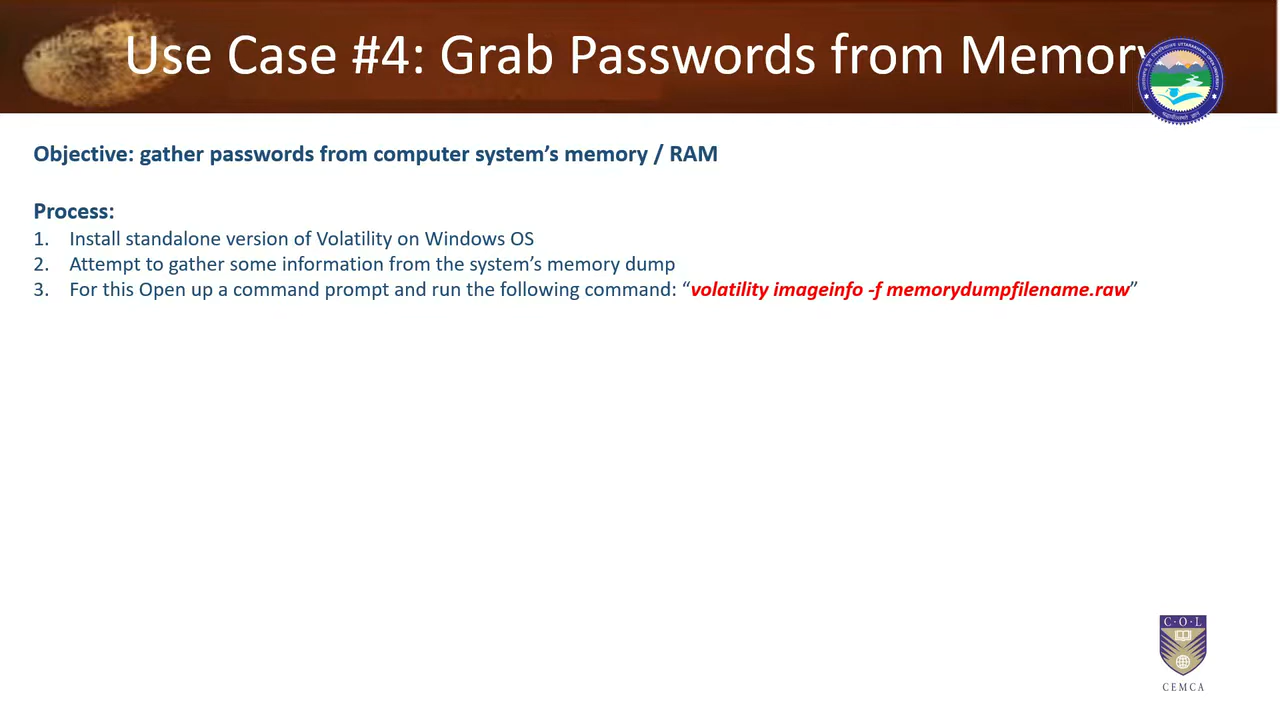 Use Case #4: Grab Passwords from Memory
Objective: gather passwords from computer system’s memory / RAM
Process:
1. Install standalone version of Volatility on Windows OS
2. Attempt to gather some information from the system’s memory dump
3. For this Open up a command prompt and run the following command: “volatility imageinfo -f memorydumpfilename.raw”
C·O·L
CEMCA